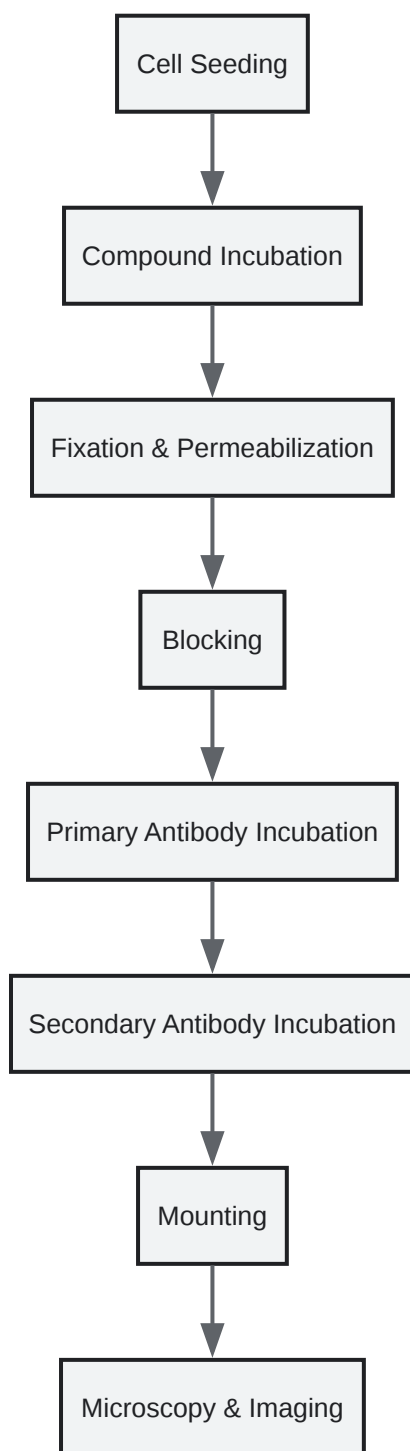 Cell Seeding
Compound Incubation
Fixation & Permeabilization
Blocking
Primary Antibody Incubation
Secondary Antibody Incubation
Mounting
Microscopy & Imaging